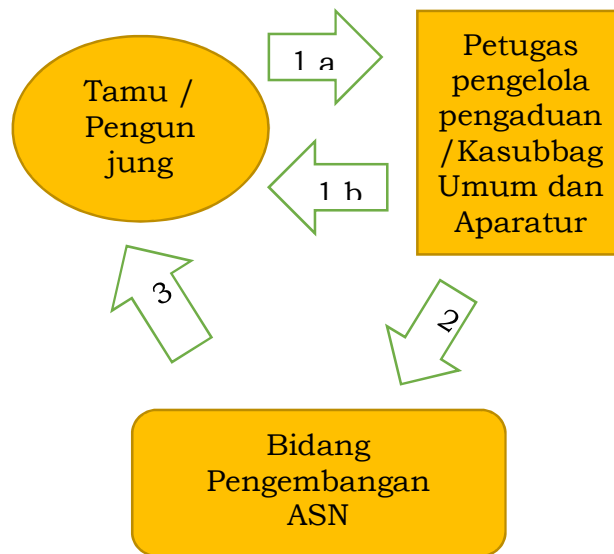 Tamu /
Pengun
jung
1 a
Petugas
pengelola
pengaduan
/Kasubbag
Umum dan
Aparatur
1 b
3
2
Bidang
Pengembangan
ASN